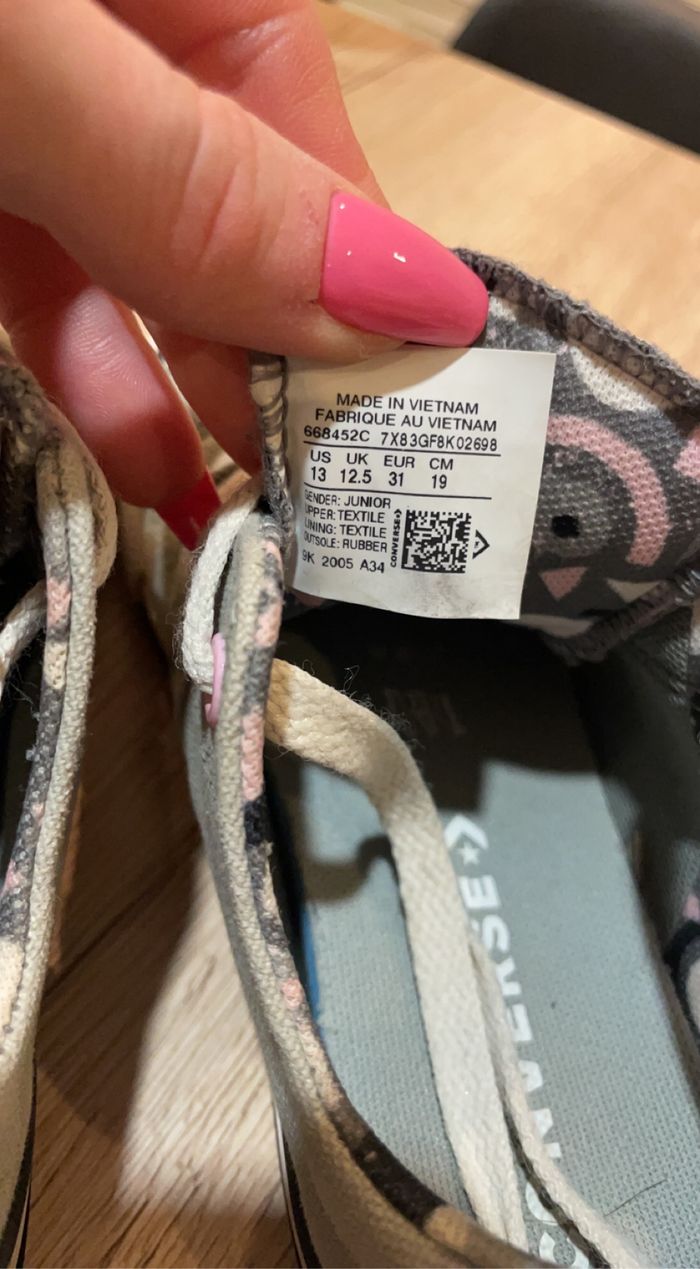 MADE IN VIETNAM
FABRIQUE AU VIETNAM
668452C 7X83GF8K02698
US UK EUR CM
13 12.5 31 19
GENDER: JUNIOR
UPPER: TEXTILE
LINING: TEXTILE
OUTSOLE: RUBBER
9K 2005 A34
CONVERSE
CONVERSE